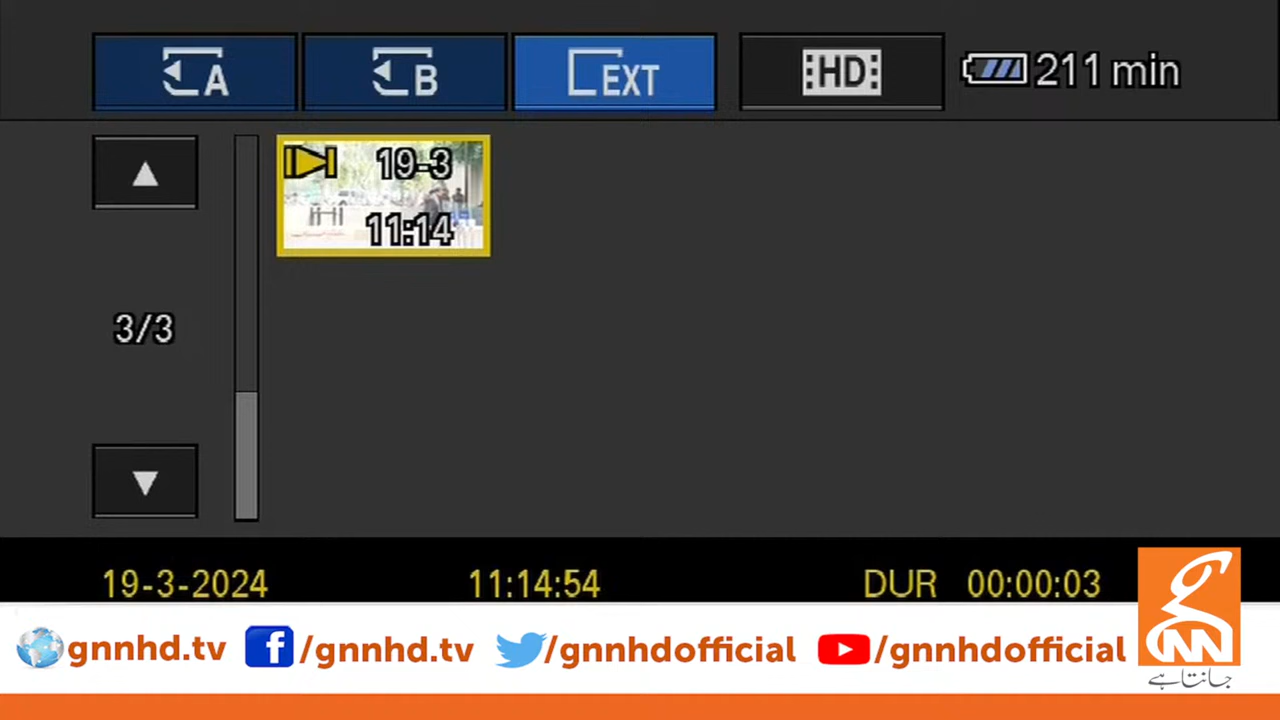 A B EXT HD 211 min
19-3
11:14
3/3
19-3-2024 11:14:54 DUR 00:00:03
gnnhd.tv /gnnhd.tv /gnnhdofficial /gnnhdofficial
GNN
جانتا ہے